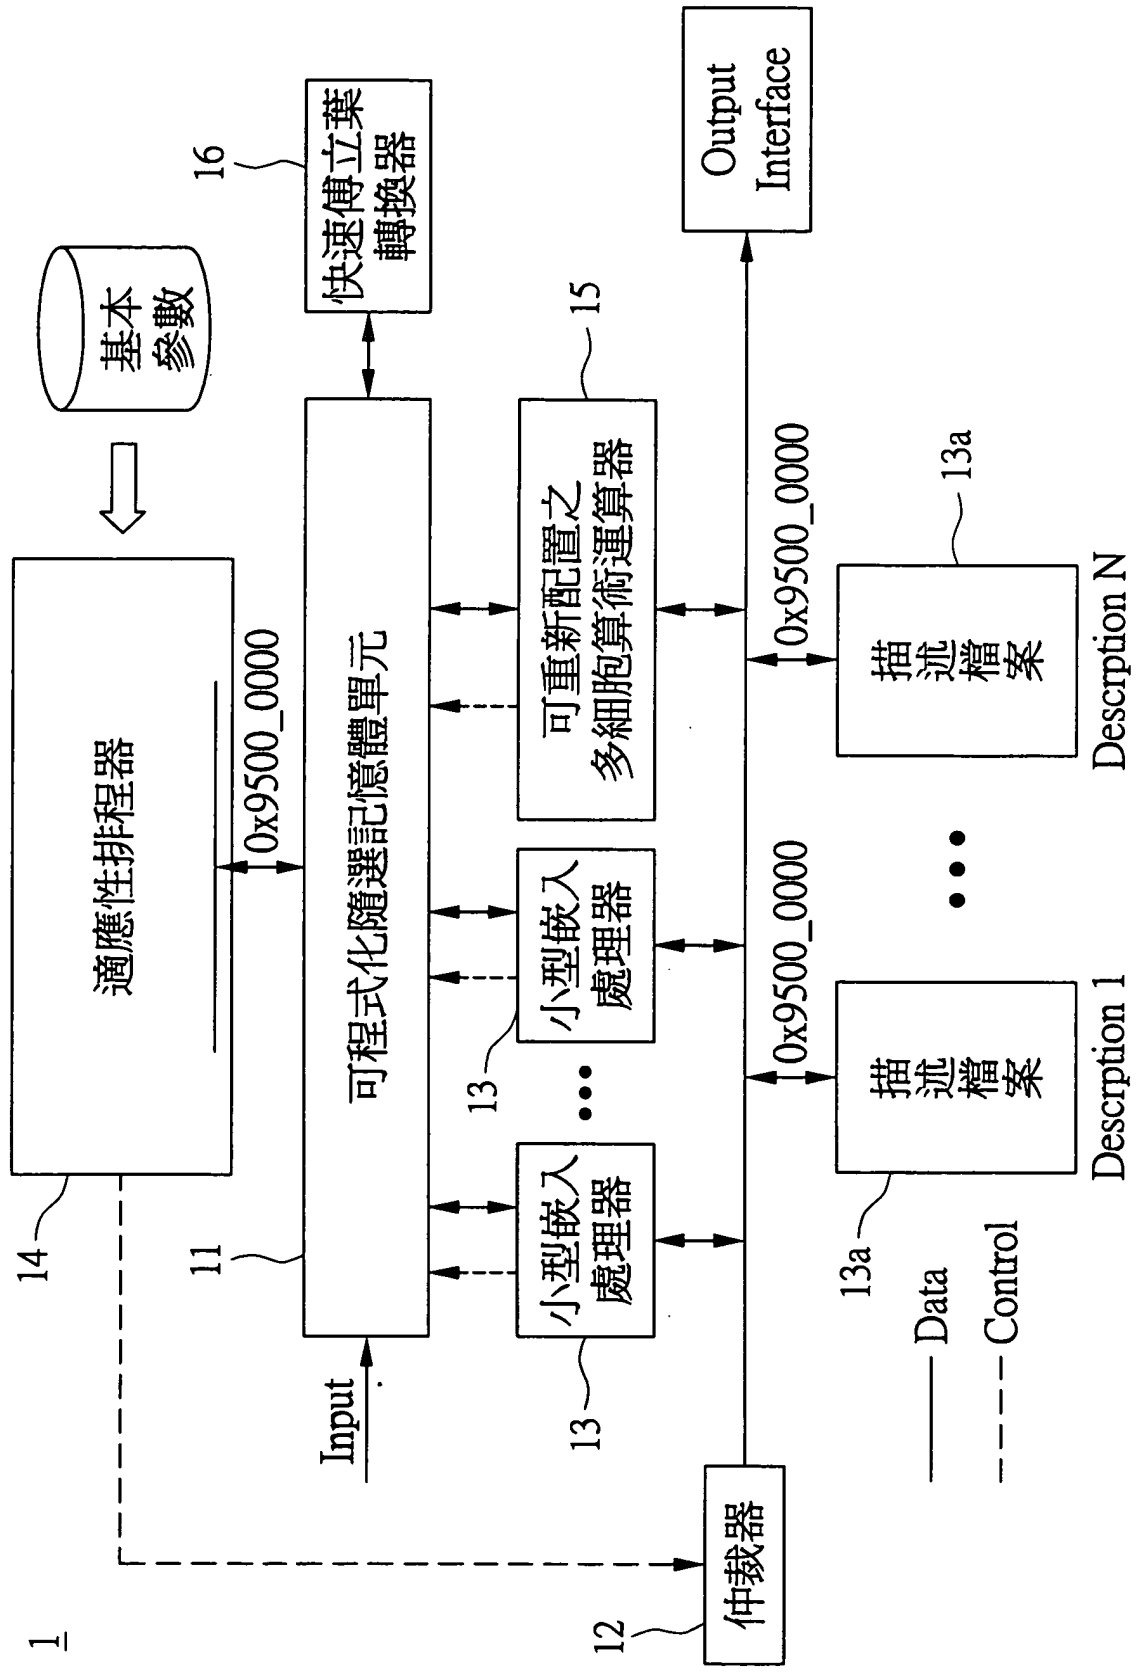 1
基本
參數
14
適應性排程器
0x9500_0000
16
快速傅立葉
轉換器
11
Input
可程式化隨選記憶體單元
13
小型嵌入
處理器
13
小型嵌入
處理器
15
可重新配置之
多細胞算術運算器
12
仲裁器
Output
Interface
0x9500_0000
0x9500_0000
13a
描述
檔案
Descrption 1
13a
描述
檔案
Descrption N
Data
Control